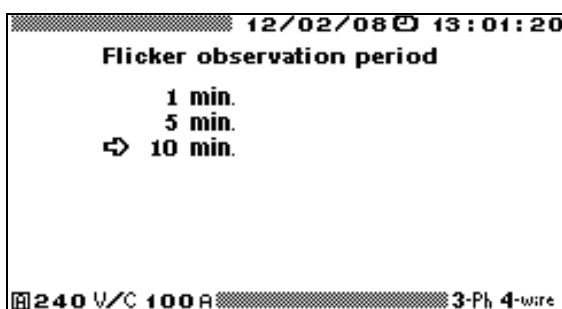 12/02/08 13:01:20
Flicker observation period
1 min.
5 min.
10 min.
A 240 V/C 100A 3-Ph 4-wire